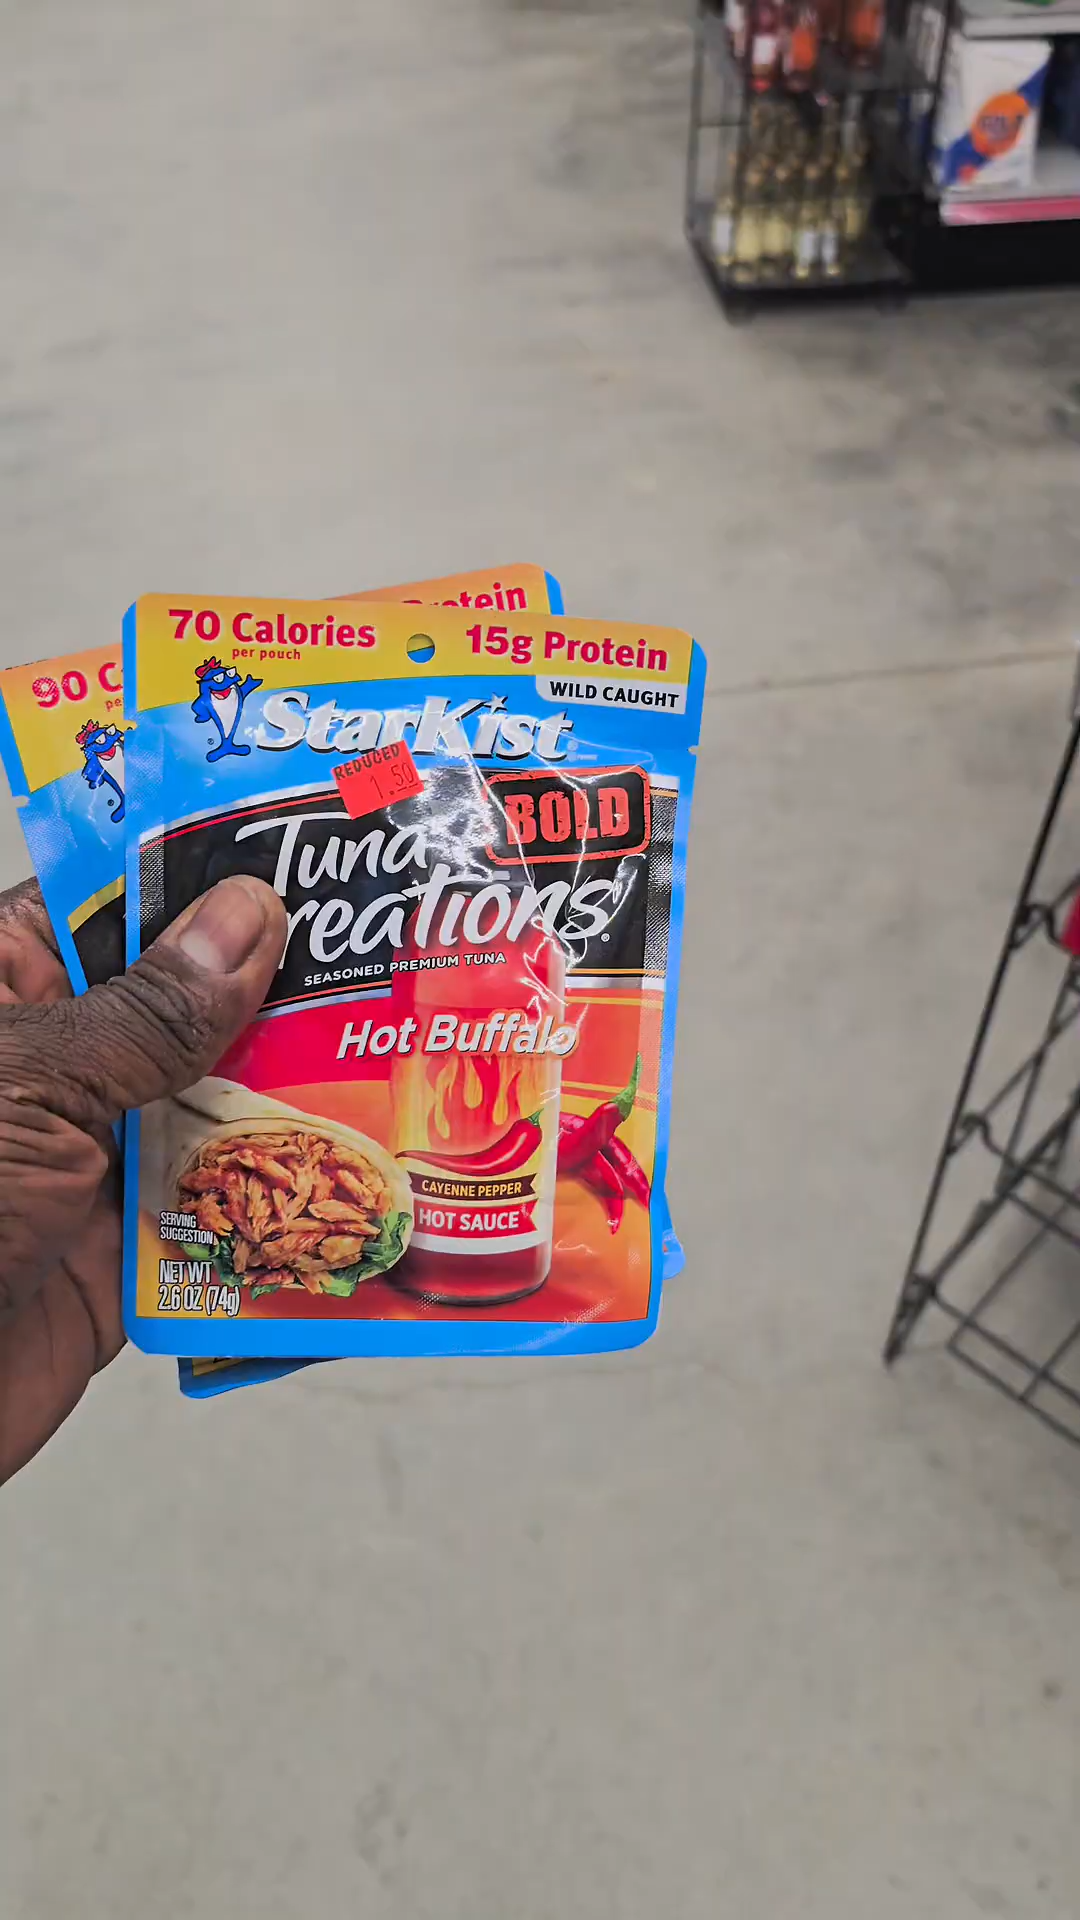 70 Calories
per pouch
15g Protein
WILD CAUGHT
StarKist
REDUCED
1.50
BOLD
Tuna
reations®
SEASONED PREMIUM TUNA
Hot Buffalo
CAYENNE PEPPER
HOT SAUCE
SERVING
SUGGESTION
NET WT
2.6 OZ (74g)
90 C
pe
rotein